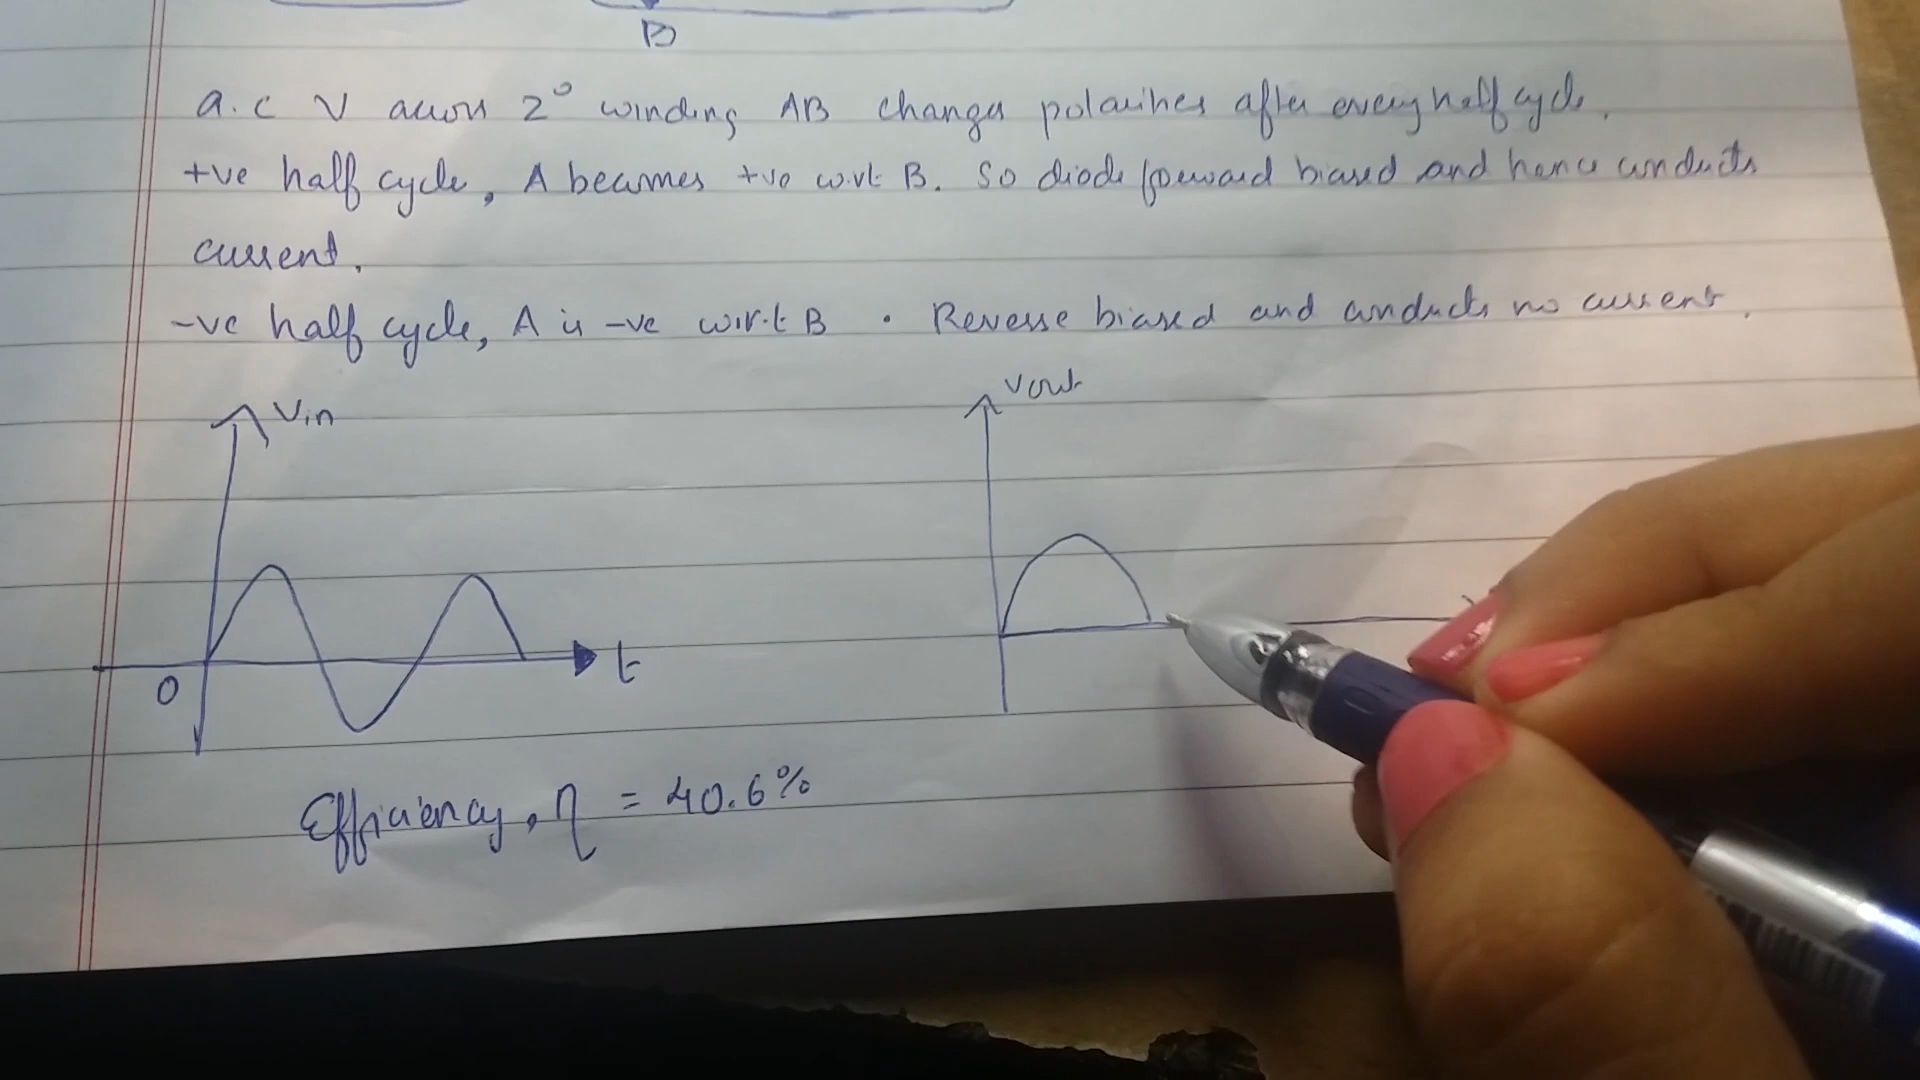 B
a.c V across 2° winding AB changes polarities after every half cycle.
+ve half cycle, A becomes +ve w.r.t B. So diode forward biased and hence conducts
current.
-ve half cycle, A is -ve w.r.t B . Reverse biased and conducts no current.
Vin
Vout
0
t
Efficiency, η = 40.6%